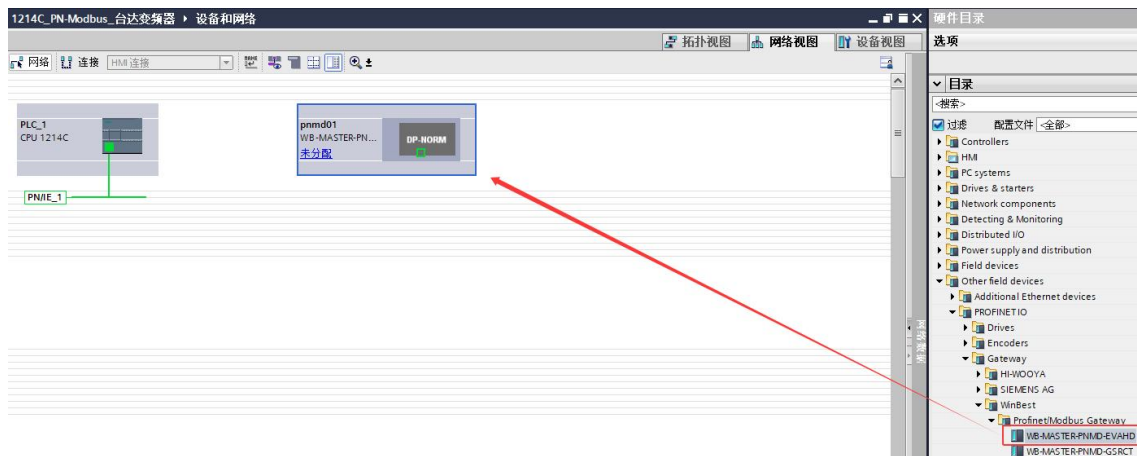 1214C_PN-Modbus_台达变频器 ▸ 设备和网络
硬件目录
拓扑视图 网络视图 设备视图
选项
网络 连接 HMI 连接
目录
<搜索>
过滤 配置文件 <全部>
PLC_1
CPU 1214C
pnmd01
WB-MASTER-PN...
未分配
DP-NORM
PN/IE_1
Controllers
HMI
PC systems
Drives & starters
Network components
Detecting & Monitoring
Distributed I/O
Power supply and distribution
Field devices
Other field devices
Additional Ethernet devices
PROFINET IO
Drives
Encoders
Gateway
HI-WOOYA
SIEMENS AG
WinBest
Profinet/Modbus Gateway
WB-MASTER-PNMD-EVAHD
WB-MASTER-PNMD-GSRCT
网络数据